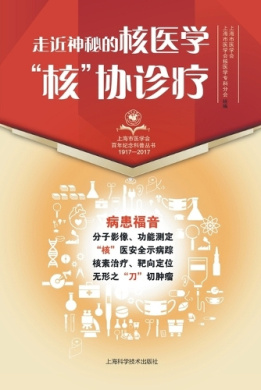 走近神秘的核医学
“核”协诊疗
上海市医学会
上海市医学会核医学专科分会
上海市医学会
百年纪念科普丛书
1917—2017
病患福音
分子影像、功能测定
“核”医安全示病踪
核素治疗、靶向定位
无形之“刀”切肿瘤
上海科学技术出版社